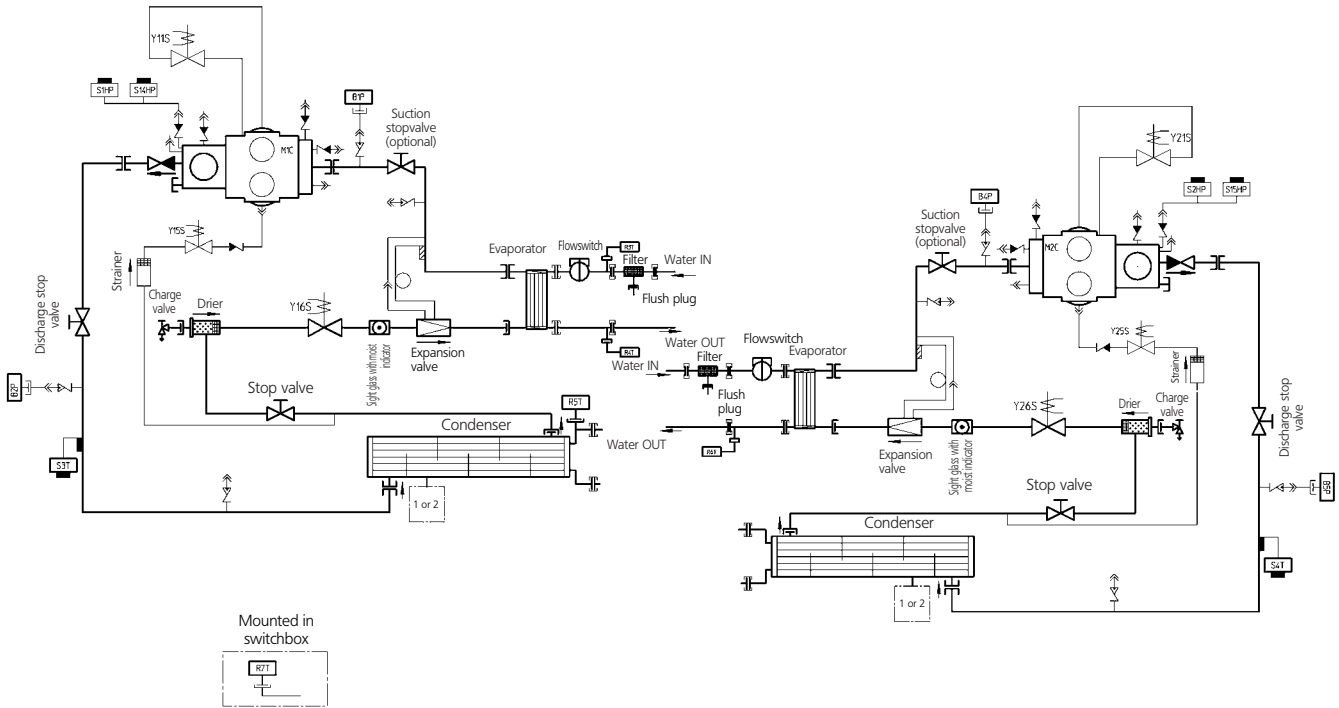 Y11S
S1HP
S14HP
M1C
B1P
Suction
stopvalve
(optional)
Y15S
Strainer
Discharge stop
valve
Charge
valve
Drier
Y16S
Sight glass with moist
indicator
Expansion
valve
Evaporator
Flowswitch
R3T
Filter
Water IN
Flush plug
Water OUT
R4T
Water IN
Stop valve
B2P
S3T
Condenser
R5T
Water OUT
1 or 2
Mounted in
switchbox
R7T
Y21S
S2HP
S15HP
M2C
B4P
Suction
stopvalve
(optional)
Y25S
Strainer
Discharge stop
valve
Filter
Flowswitch
Evaporator
Flush
plug
R6T
Expansion
valve
Sight glass with
moist indicator
Y26S
Drier
Charge
valve
Stop valve
B5P
S4T
Condenser
1 or 2